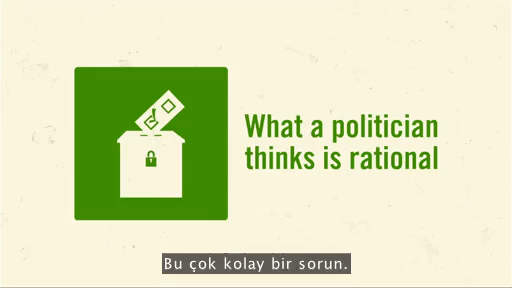 What a politician
thinks is rational
Bu çok kolay bir sorun.